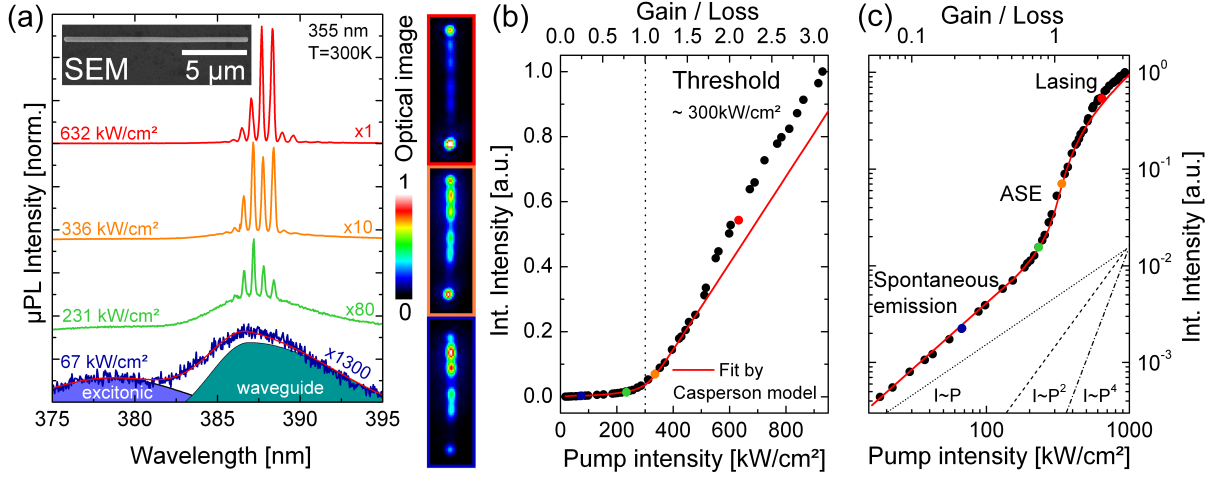 (a)
355 nm
T=300K
SEM
5 µm
632 kW/cm²
x1
336 kW/cm²
x10
231 kW/cm²
x80
67 kW/cm²
x1300
excitonic
waveguide
µPL Intensity [norm.]
375 380 385 390 395
Wavelength [nm]
Optical image
1
0
(b)
Gain / Loss
0.0 0.5 1.0 1.5 2.0 2.5 3.0
Threshold
~ 300kW/cm²
Fit by
Casperson model
Int. Intensity [a.u.]
1.0
0.8
0.6
0.4
0.2
0.0
0 200 400 600 800
Pump intensity [kW/cm²]
(c)
Gain / Loss
0.1 1
Lasing
ASE
Spontaneous
emission
I~P
I~P²
I~P⁴
10⁰
10⁻¹
10⁻²
10⁻³
Int. Intensity [a.u.]
100 1000
Pump intensity [kW/cm²]